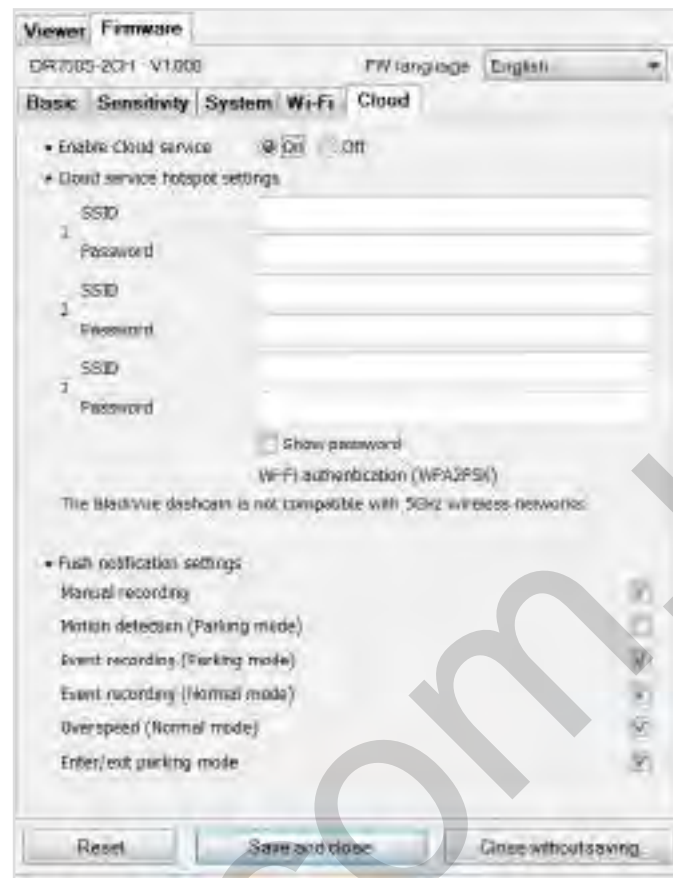 Viewer Firmware
DR750S-2CH V1.000 FW language English
Basic Sensitivity System Wi-Fi Cloud
• Enable Cloud service On Off
• Cloud service hotspot settings
SSID
1
Password
SSID
2
Password
SSID
3
Password
Show password
Wi-Fi authentication (WPA2PSK)
The BlackVue dashcam is not compatible with 5GHz wireless networks.
• Push notification settings
Manual recording
Motion detection (Parking mode)
Event recording (Parking mode)
Event recording (Normal mode)
Overspeed (Normal mode)
Enter/exit parking mode
Reset Save and close Close without saving
com.